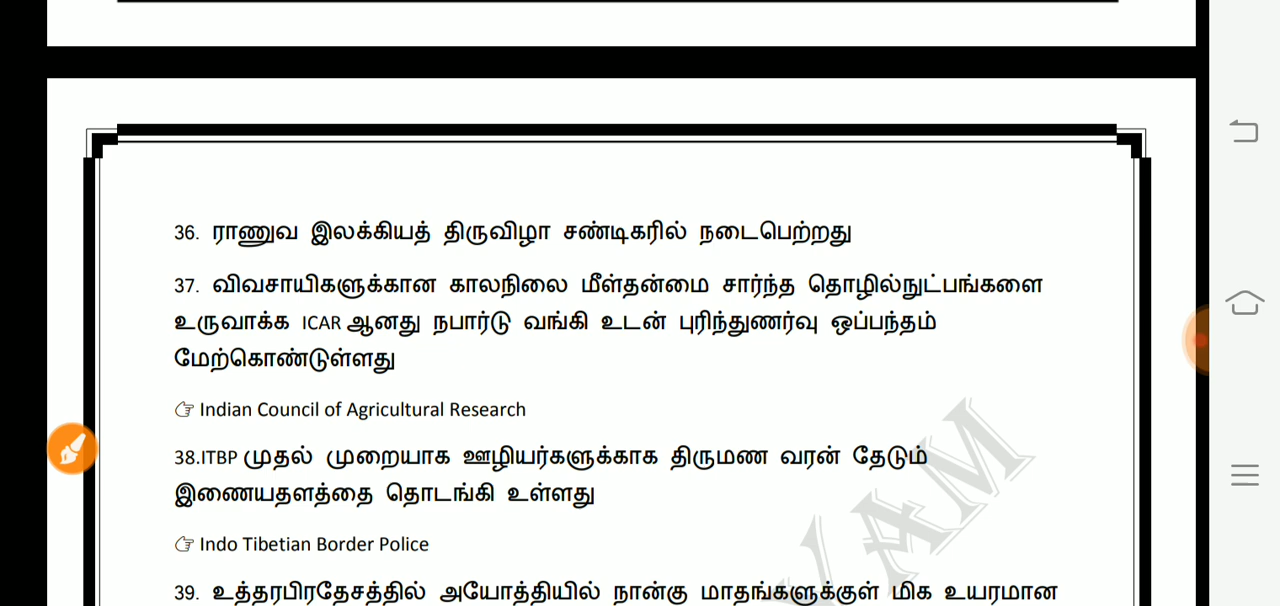 36. ராணுவ இலக்கியத் திருவிழா சண்டிகரில் நடைபெற்றது
37. விவசாயிகளுக்கான காலநிலை மீள்தன்மை சார்ந்த தொழில்நுட்பங்களை
உருவாக்க ICAR ஆனது நபார்டு வங்கி உடன் புரிந்துணர்வு ஒப்பந்தம்
மேற்கொண்டுள்ளது
☞ Indian Council of Agricultural Research
38.ITBP முதல் முறையாக ஊழியர்களுக்காக திருமண வரன் தேடும்
இணையதளத்தை தொடங்கி உள்ளது
☞ Indo Tibetian Border Police
39. உத்தரபிரதேசத்தில் அயோத்தியில் நான்கு மாதங்களுக்குள் மிக உயரமான